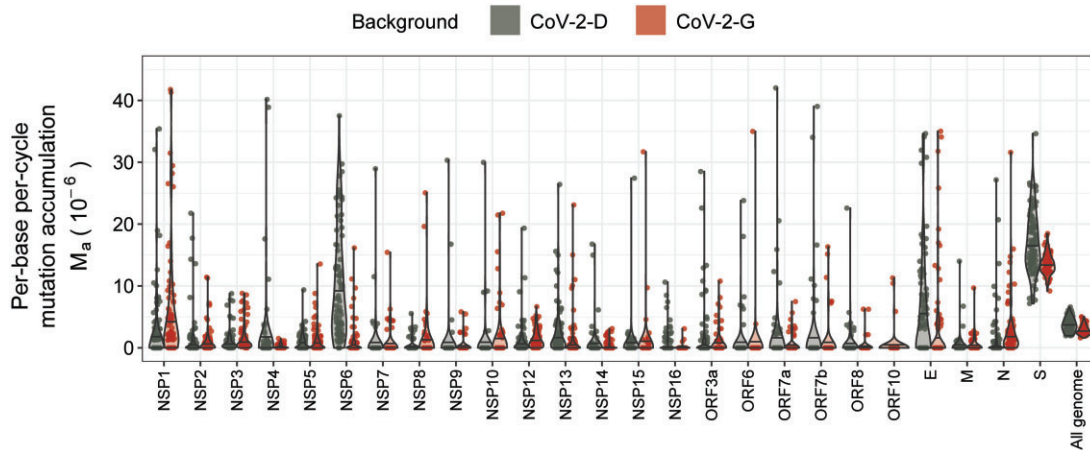 Background CoV-2-D CoV-2-G
Per-base per-cycle
mutation accumulation
Mₐ ( 10⁻⁶ )
40
30
20
10
0
NSP1
NSP2
NSP3
NSP4
NSP5
NSP6
NSP7
NSP8
NSP9
NSP10
NSP12
NSP13
NSP14
NSP15
NSP16
ORF3a
ORF6
ORF7a
ORF7b
ORF8
ORF10
E
M
N
S
All genome